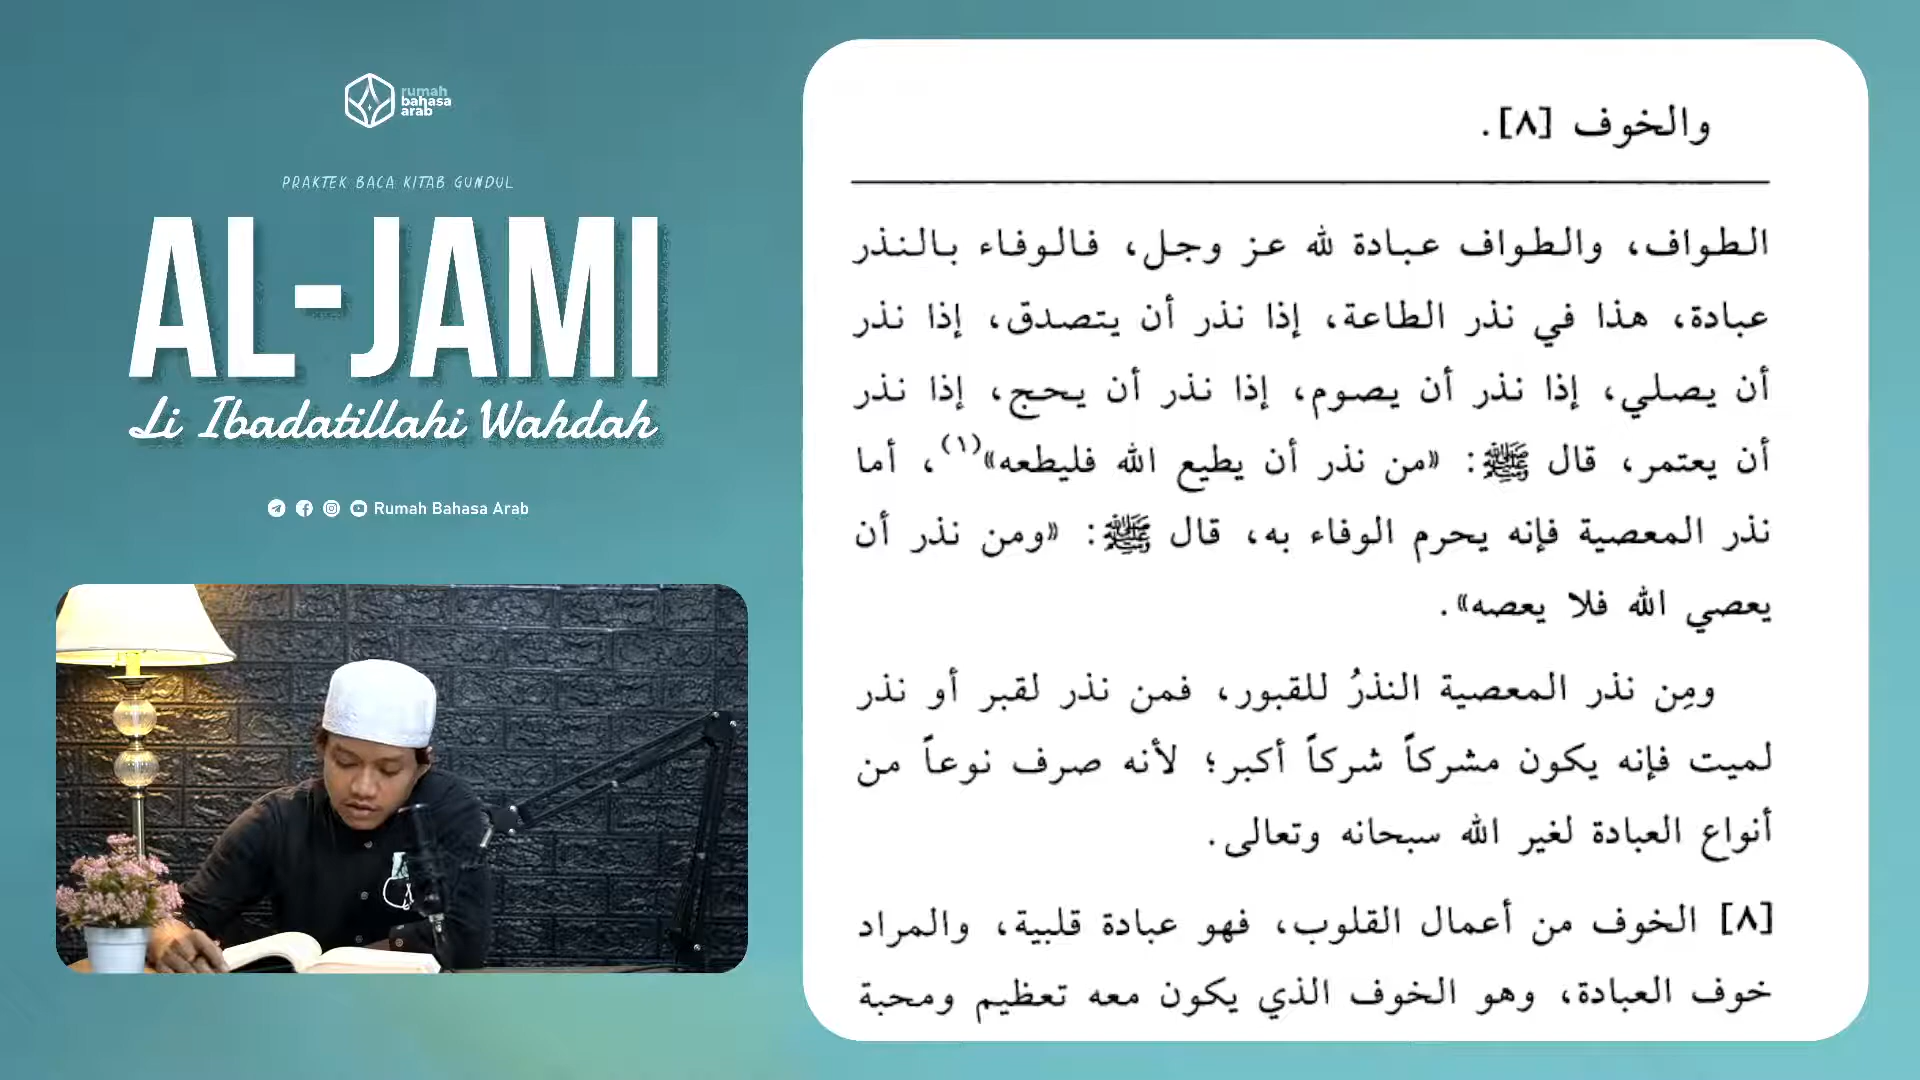 rumah
bahasa
arab
PRAKTEK BACA KITAB GUNDUL
AL-JAMI
Li Ibadatillahi Wahdah
Rumah Bahasa Arab
والخوف [٨].
الطواف، والطواف عبادة لله عز وجل، فالوفاء بالنذر
عبادة، هذا في نذر الطاعة، إذا نذر أن يتصدق، إذا نذر
أن يصلي، إذا نذر أن يصوم، إذا نذر أن يحج، إذا نذر
أن يعتمر، قال ﷺ: «من نذر أن يطيع الله فليطعه»(١)، أما
نذر المعصية فإنه يحرم الوفاء به، قال ﷺ: «ومن نذر أن
يعصي الله فلا يعصه».
ومِن نذر المعصية النذرُ للقبور، فمن نذر لقبر أو نذر
لميت فإنه يكون مشركاً شركاً أكبر؛ لأنه صرف نوعاً من
أنواع العبادة لغير الله سبحانه وتعالى.
[٨] الخوف من أعمال القلوب، فهو عبادة قلبية، والمراد
خوف العبادة، وهو الخوف الذي يكون معه تعظيم ومحبة